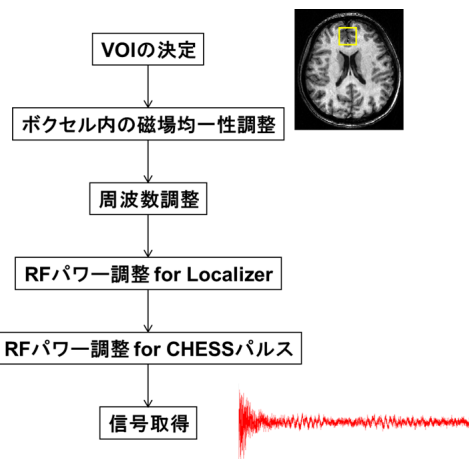 VOIの決定
ボクセル内の磁場均一性調整
周波数調整
RFパワー調整 for Localizer
RFパワー調整 for CHESSパルス
信号取得